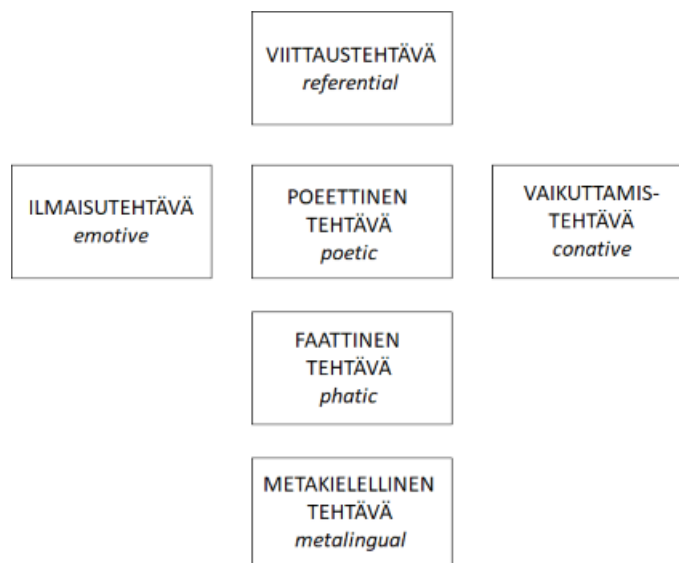 VIITTAUSTEHTÄVÄ
referential
ILMAISUTEHTÄVÄ
emotive
POEETTINEN
TEHTÄVÄ
poetic
VAIKUTTAMIS-
TEHTÄVÄ
conative
FAATTINEN
TEHTÄVÄ
phatic
METAKIELELLINEN
TEHTÄVÄ
metalingual